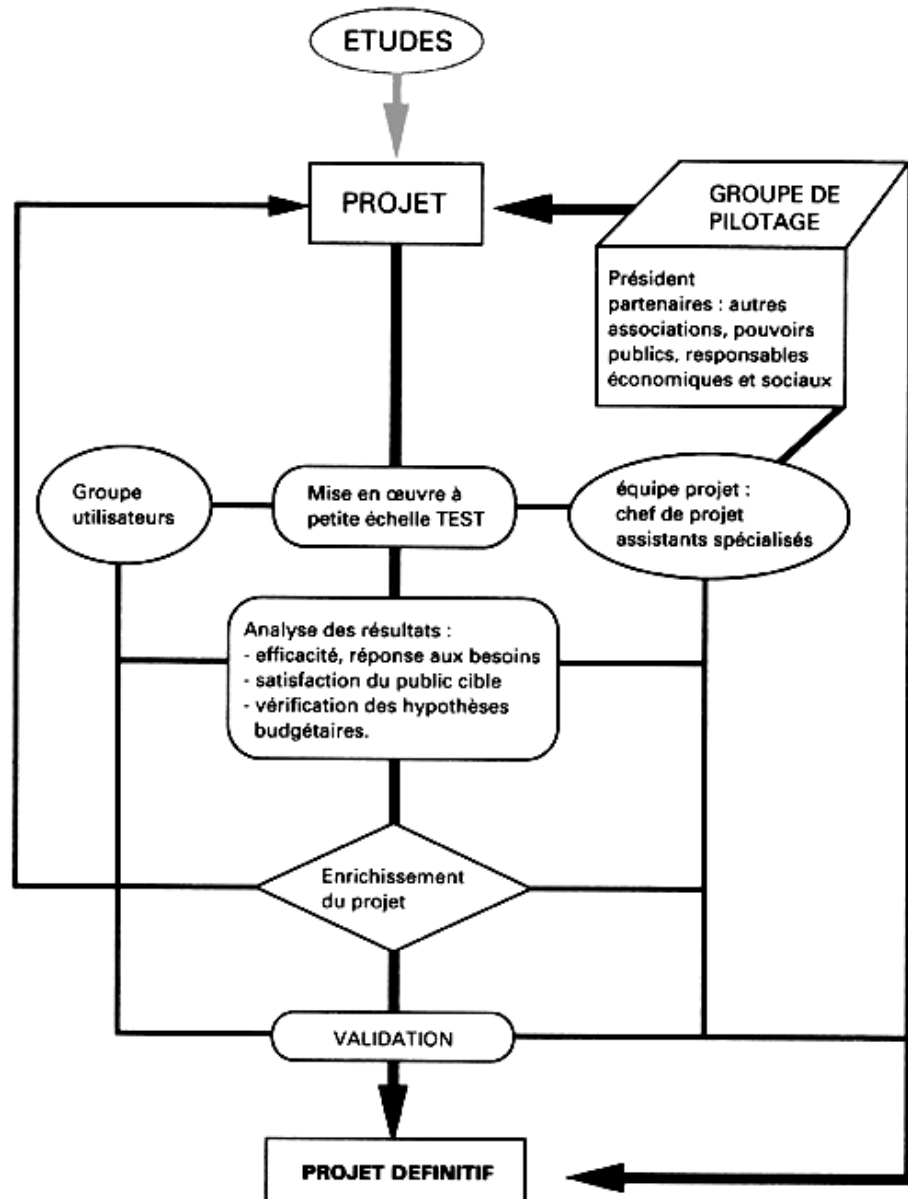 ETUDES
PROJET
GROUPE DE
PILOTAGE
Président
partenaires : autres
associations, pouvoirs
publics, responsables
économiques et sociaux
Groupe
utilisateurs
Mise en œuvre à
petite échelle TEST
équipe projet :
chef de projet
assistants spécialisés
Analyse des résultats :
- efficacité, réponse aux besoins
- satisfaction du public cible
- vérification des hypothèses
budgétaires.
Enrichissement
du projet
VALIDATION
PROJET DEFINITIF